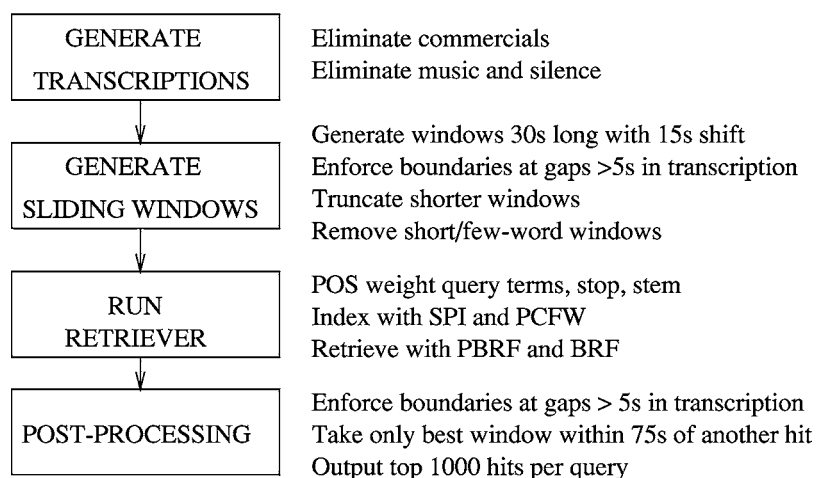 GENERATE
TRANSCRIPTIONS
Eliminate commercials
Eliminate music and silence
GENERATE
SLIDING WINDOWS
Generate windows 30s long with 15s shift
Enforce boundaries at gaps >5s in transcription
Truncate shorter windows
Remove short/few-word windows
RUN
RETRIEVER
POS weight query terms, stop, stem
Index with SPI and PCFW
Retrieve with PBRF and BRF
POST-PROCESSING
Enforce boundaries at gaps > 5s in transcription
Take only best window within 75s of another hit
Output top 1000 hits per query